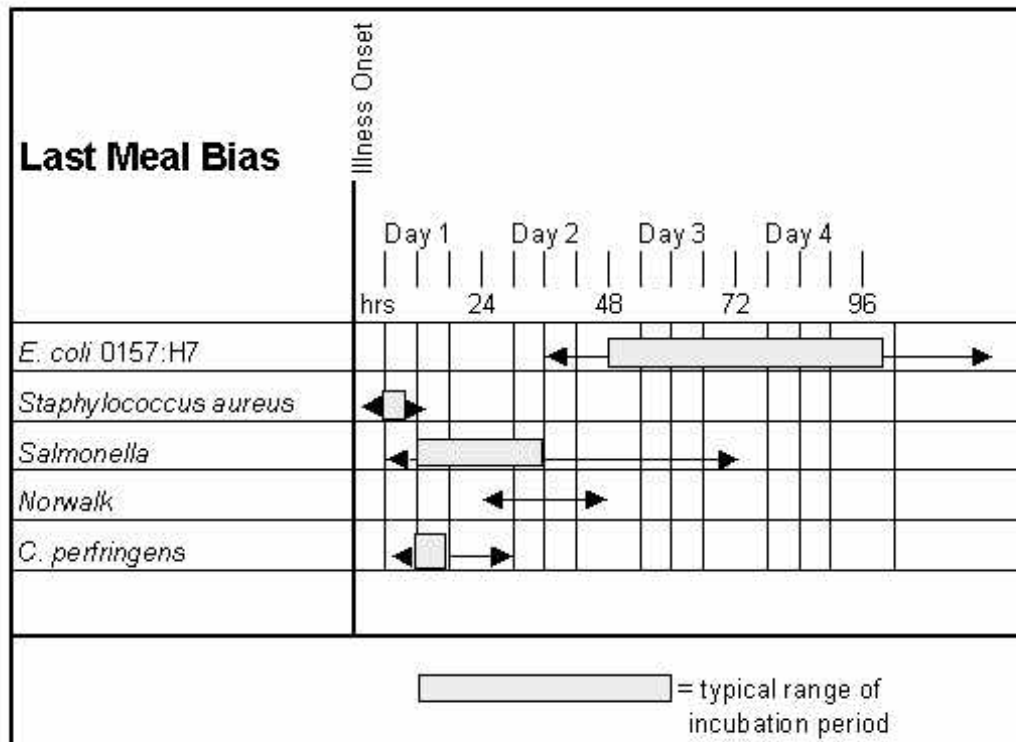 Illness Onset
Last Meal Bias
Day 1 Day 2 Day 3 Day 4
hrs 24 48 72 96
E. coli 0157:H7
Staphylococcus aureus
Salmonella
Norwalk
C. perfringens
= typical range of
incubation period